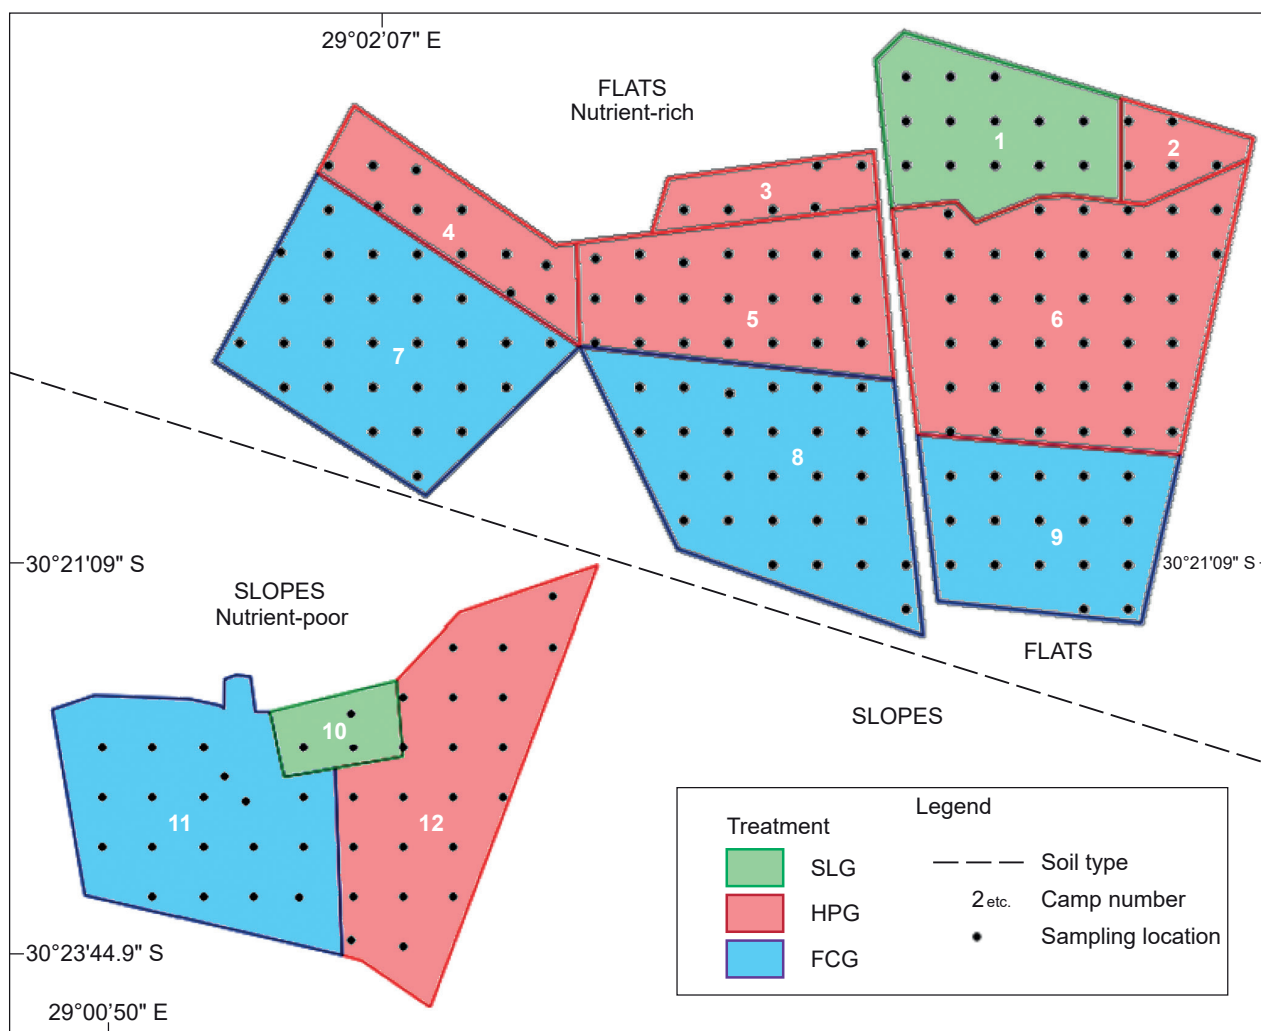 29°02'07" E
FLATS
Nutrient-rich
1
2
3
4
5
6
7
8
9
30°21'09" S
30°21'09" S
SLOPES
Nutrient-poor
FLATS
SLOPES
10
11
12
30°23'44.9" S
29°00'50" E
Legend
Treatment
SLG
HPG
FCG
Soil type
2 etc. Camp number
Sampling location